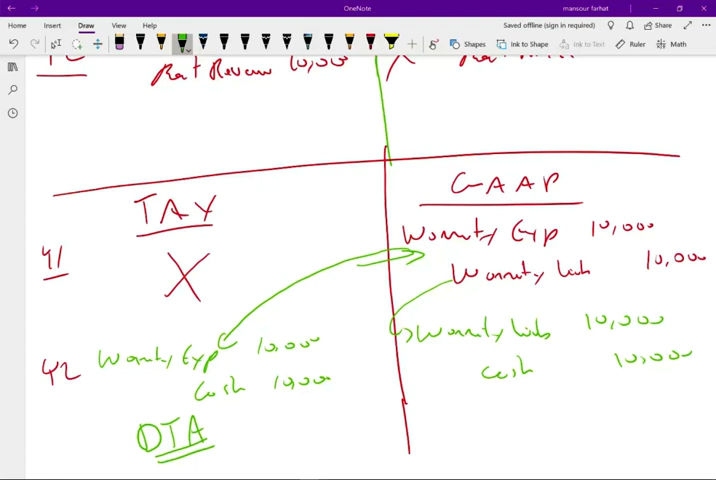 OneNote
mansour farhat
Home Insert Draw View Help
Saved offline (sign in required)
Share
Shapes
Ink to Shape
Ink to Text
Ruler
Math
Rent Revenue 10,000
TAX
GAAP
Y1
X
Warranty Exp 10,000
Warranty Liab 10,000
Y2
Warranty Exp 10,000
Cash 10,000
Warranty Liab 10,000
Cash 10,000
DTA